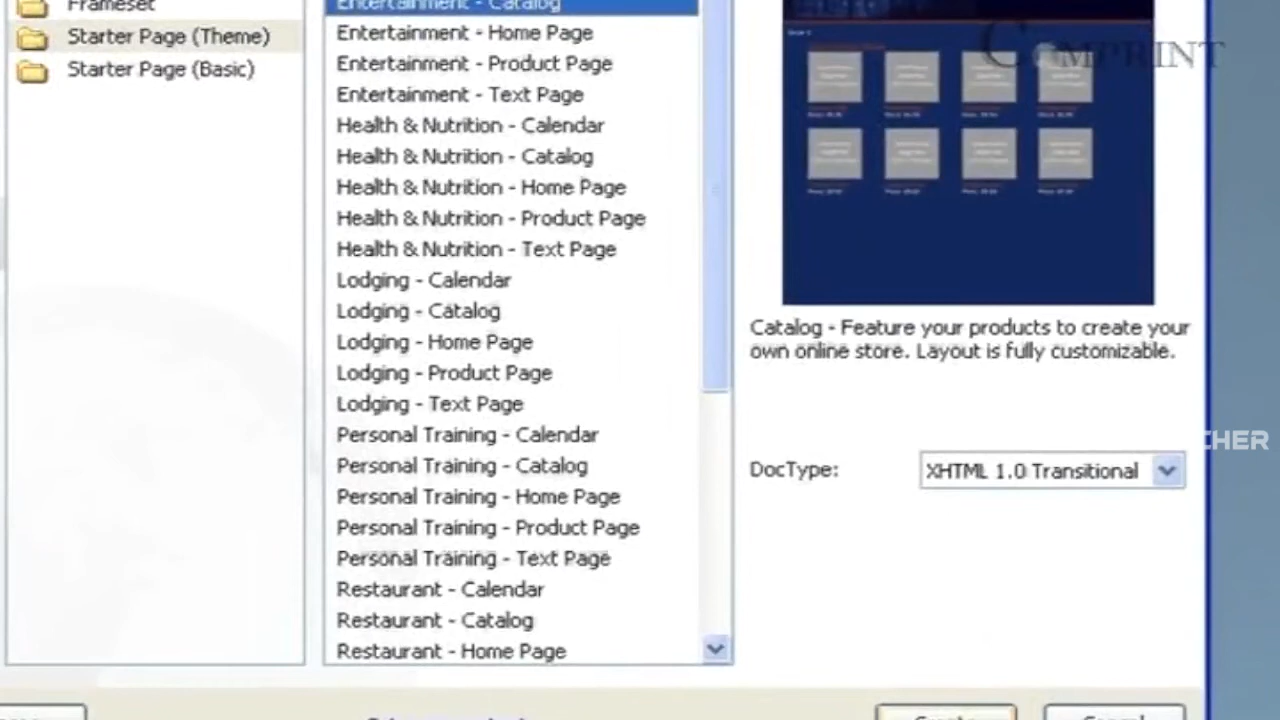 Frameset
Starter Page (Theme)
Starter Page (Basic)
Entertainment - Catalog
Entertainment - Home Page
Entertainment - Product Page
Entertainment - Text Page
Health & Nutrition - Calendar
Health & Nutrition - Catalog
Health & Nutrition - Home Page
Health & Nutrition - Product Page
Health & Nutrition - Text Page
Lodging - Calendar
Lodging - Catalog
Lodging - Home Page
Lodging - Product Page
Lodging - Text Page
Personal Training - Calendar
Personal Training - Catalog
Personal Training - Home Page
Personal Training - Product Page
Personal Training - Text Page
Restaurant - Calendar
Restaurant - Catalog
Restaurant - Home Page
COMPRINT
Catalog - Feature your products to create your
own online store. Layout is fully customizable.
CHER
DocType:
XHTML 1.0 Transitional
Create
Cancel